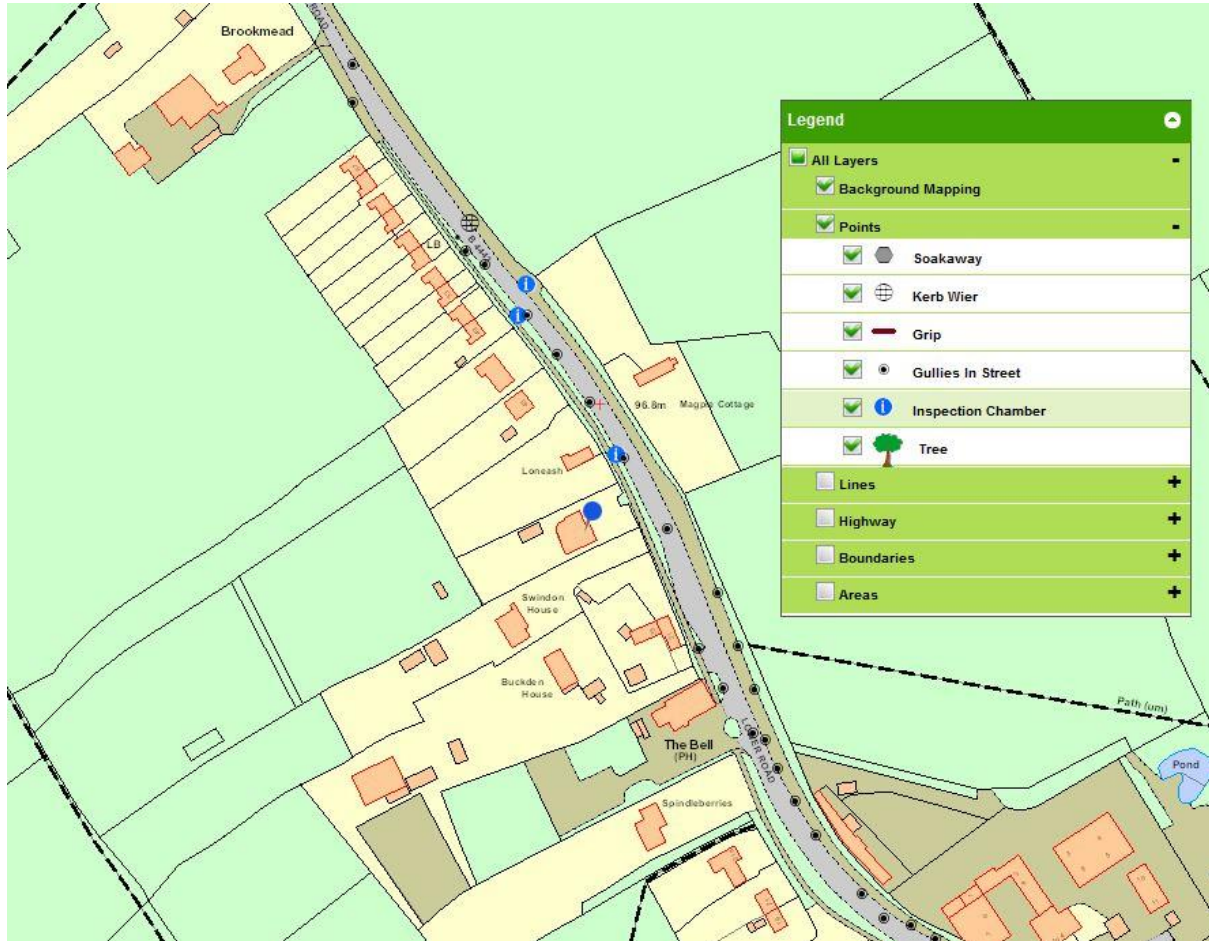 Brookmead
LB
96.8m
Magpie Cottage
Loneash
Swindon
House
Buckden
House
The Bell
(PH)
LOWER ROAD
Spindleberries
Path (um)
Pond
Legend
All Layers
-
Background Mapping
Points
-
Soakaway
Kerb Wier
Grip
Gullies In Street
i
Inspection Chamber
Tree
Lines
+
Highway
+
Boundaries
+
Areas
+